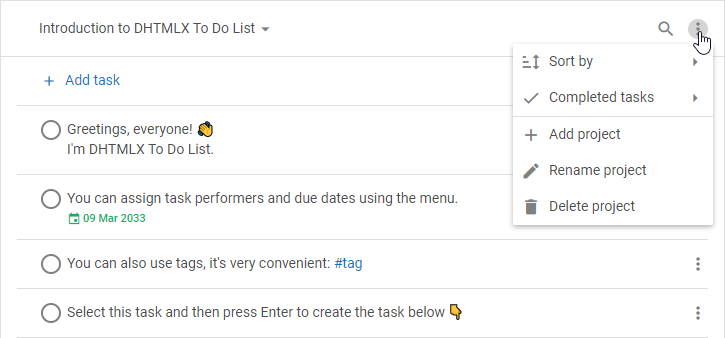 Introduction to DHTMLX To Do List
Add task
Greetings, everyone! 👋
I'm DHTMLX To Do List.
You can assign task performers and due dates using the menu.
09 Mar 2033
You can also use tags, it's very convenient: #tag
Select this task and then press Enter to create the task below 👇
Sort by
Completed tasks
Add project
Rename project
Delete project